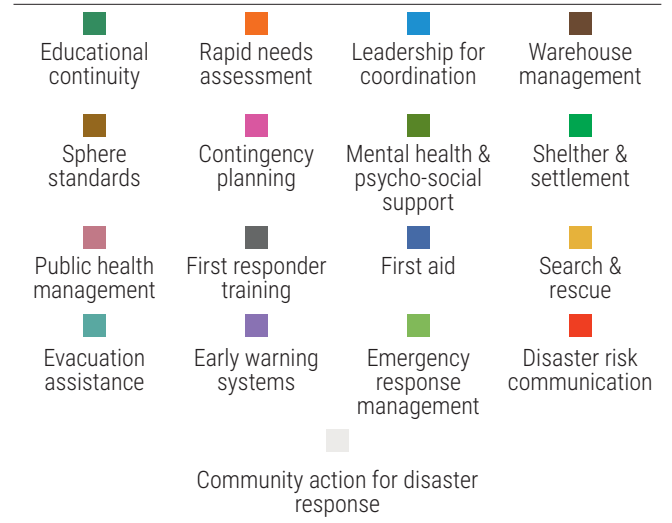 Educational
continuity
Rapid needs
assessment
Leadership for
coordination
Warehouse
management
Sphere
standards
Contingency
planning
Mental health &
psycho-social
support
Shelther &
settlement
Public health
management
First responder
training
First aid
Search &
rescue
Evacuation
assistance
Early warning
systems
Emergency
response
management
Disaster risk
communication
Community action for disaster
response